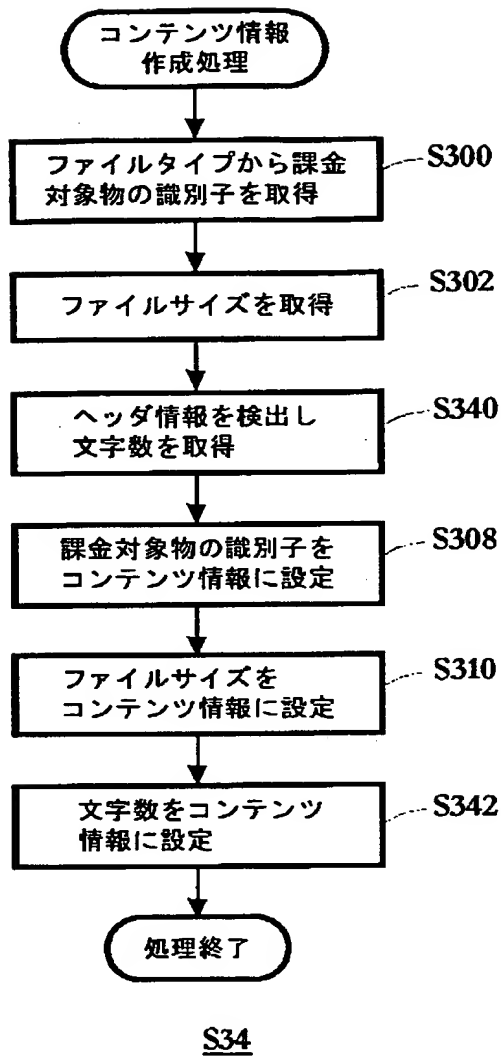 コンテンツ情報
作成処理
ファイルタイプから課金
対象物の識別子を取得
S300
ファイルサイズを取得
S302
ヘッダ情報を検出し
文字数を取得
S340
課金対象物の識別子を
コンテンツ情報に設定
S308
ファイルサイズを
コンテンツ情報に設定
S310
文字数をコンテンツ
情報に設定
S342
処理終了
S34